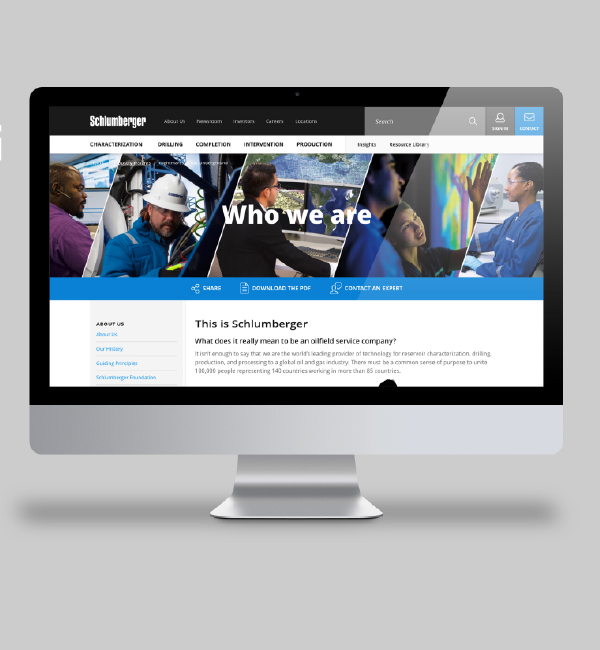 Schlumberger
About Us Newsroom Investors Careers Locations
Search
SIGN IN
CONTACT
CHARACTERIZATION DRILLING COMPLETION INTERVENTION PRODUCTION Insights Resource Library
Who we are
SHARE DOWNLOAD THE PDF CONTACT AN EXPERT
ABOUT US
About Us
Our History
Guiding Principles
Schlumberger Foundation
This is Schlumberger
What does it really mean to be an oilfield service company?
It isn't enough to say that we are the world's leading provider of technology for reservoir characterization, drilling,
production, and processing to a global oil and gas industry. There must be a common sense of purpose to unite
100,000 people representing 140 countries working in more than 85 countries.